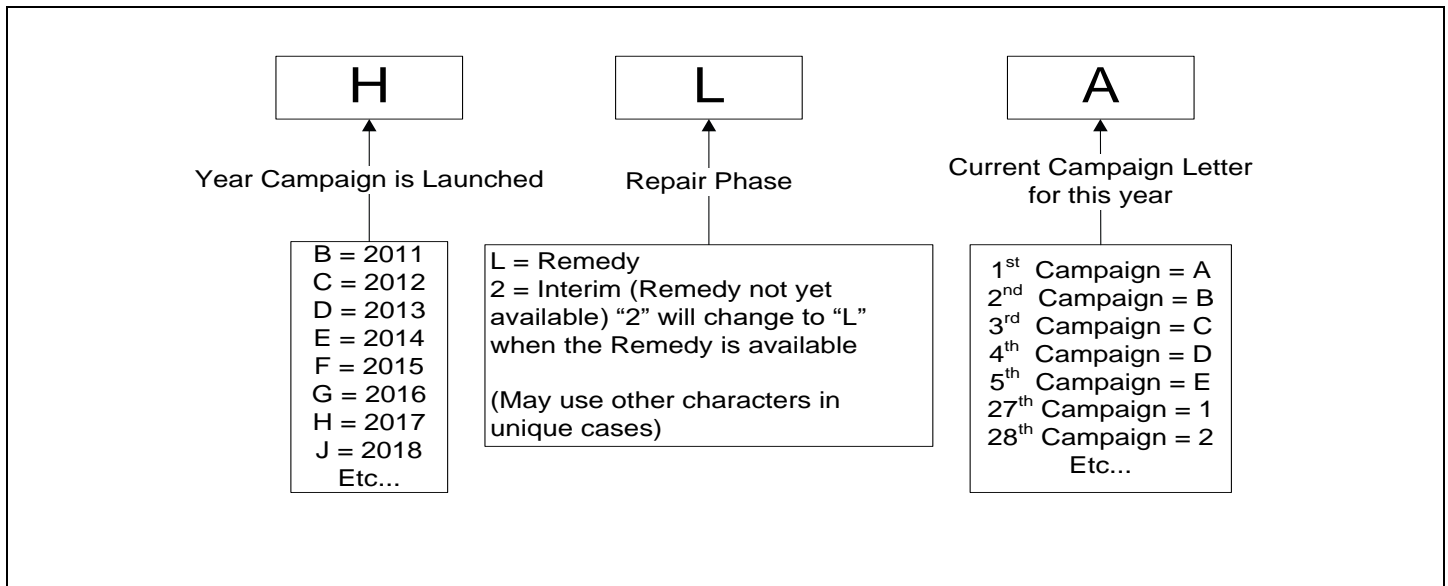 H
L
A
Year Campaign is Launched
Repair Phase
Current Campaign Letter
for this year
B = 2011
C = 2012
D = 2013
E = 2014
F = 2015
G = 2016
H = 2017
J = 2018
Etc...
L = Remedy
2 = Interim (Remedy not yet
available) “2” will change to “L”
when the Remedy is available
(May use other characters in
unique cases)
1st Campaign = A
2nd Campaign = B
3rd Campaign = C
4th Campaign = D
5th Campaign = E
27th Campaign = 1
28th Campaign = 2
Etc...